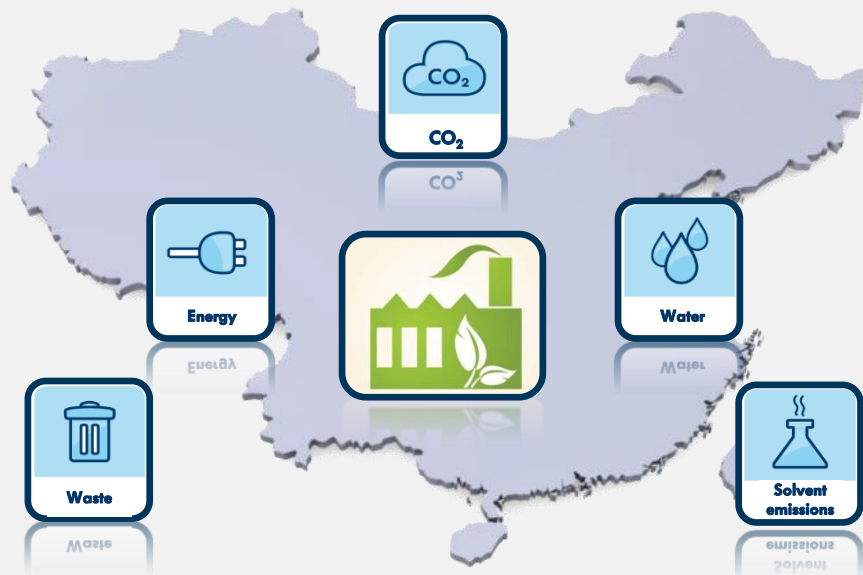 CO₂
CO₂
Energy
Water
Waste
Solvent
emissions